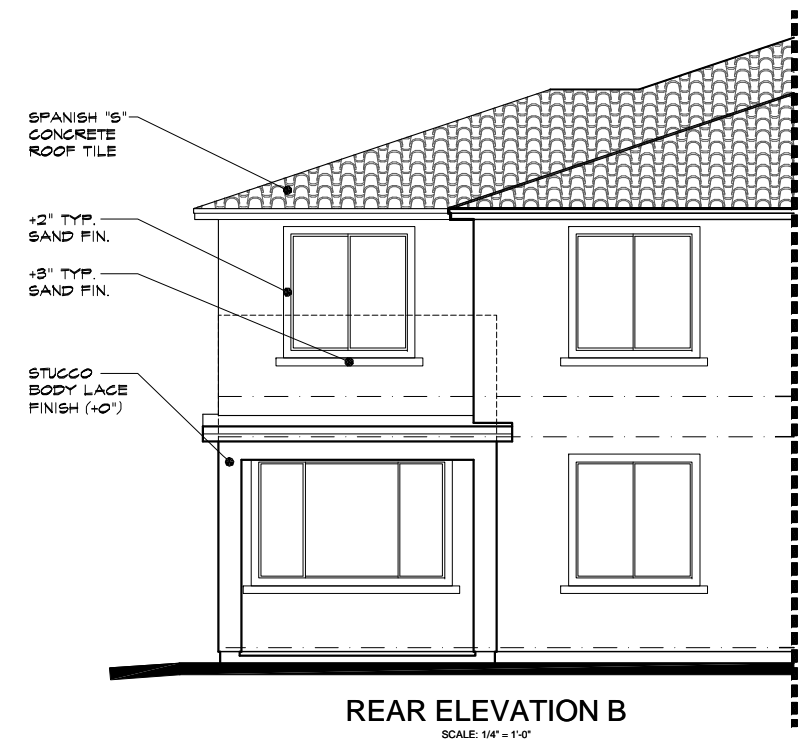 SPANISH "S"
CONCRETE
ROOF TILE
+2" TYP.
SAND FIN.
+3" TYP.
SAND FIN.
STUCCO
BODY LACE
FINISH (+0")
REAR ELEVATION B
SCALE: 1/4" = 1'-0"